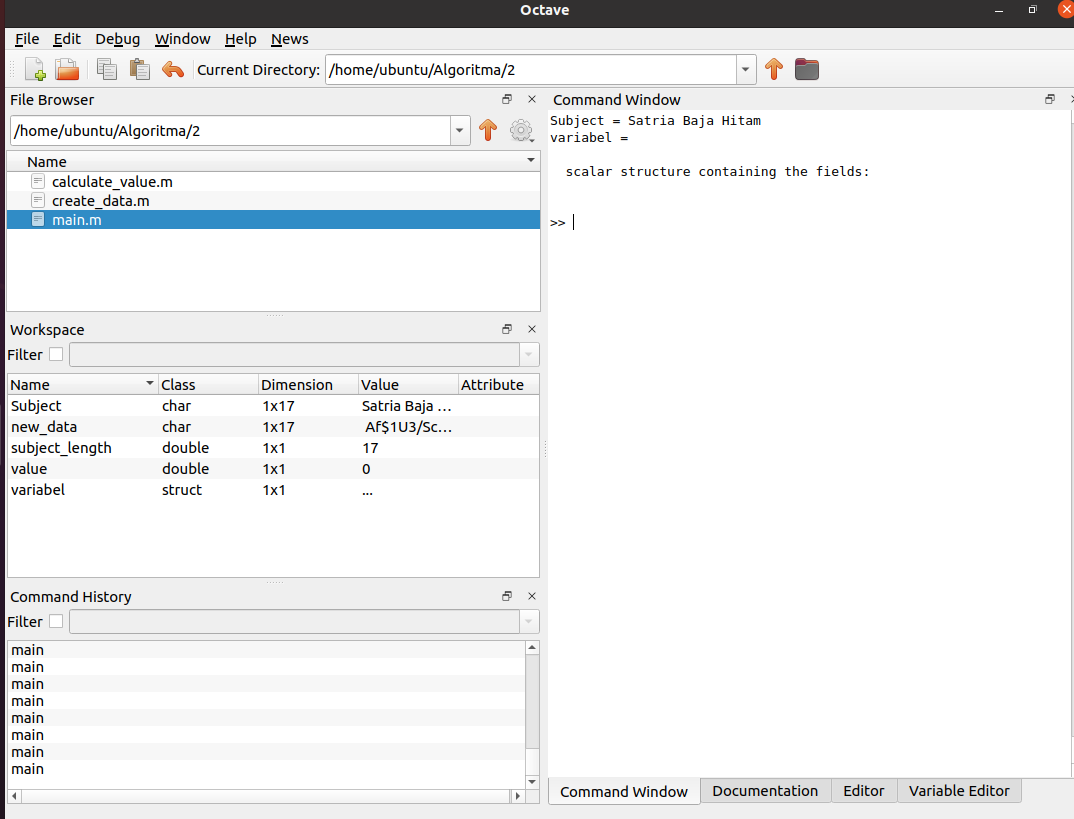 Octave
File Edit Debug Window Help News
Current Directory: /home/ubuntu/Algoritma/2
File Browser
/home/ubuntu/Algoritma/2
Name
calculate_value.m
create_data.m
main.m
Workspace
Filter
Name Class Dimension Value Attribute
Subject char 1x17 Satria Baja ...
new_data char 1x17 Af$1U3/Sc...
subject_length double 1x1 17
value double 1x1 0
variabel struct 1x1 ...
Command History
Filter
main
main
main
main
main
main
main
main
Command Window
Subject = Satria Baja Hitam
variabel =
scalar structure containing the fields:
>>
Command Window Documentation Editor Variable Editor